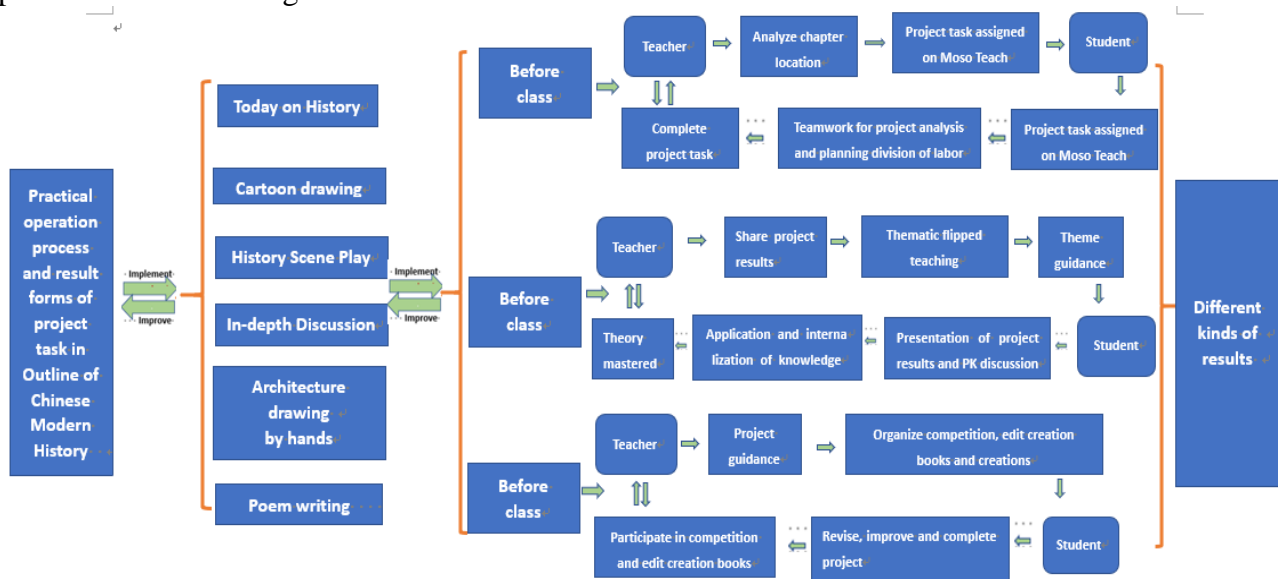 Practical
operation
process
and result
forms of
project
task in
Outline of
Chinese
Modern
History
Implement
Improve
Today on History
Cartoon drawing
History Scene Play
In-depth Discussion
Architecture
drawing
by hands
Poem writing
Implement
Improve
Before
class
Teacher
Analyze chapter
location
Project task assigned
on Moso Teach
Student
Complete
project task
Teamwork for project analysis
and planning division of labor
Project task assigned
on Moso Teach
Before
class
Teacher
Share project
results
Thematic flipped
teaching
Theme
guidance
Theory
mastered
Application and interna
lization of knowledge
Presentation of project
results and PK discussion
Student
Before
class
Teacher
Project
guidance
Organize competition, edit creation
books and creations
Participate in competition
and edit creation books
Revise, improve and complete
project
Student
Different
kinds of
results